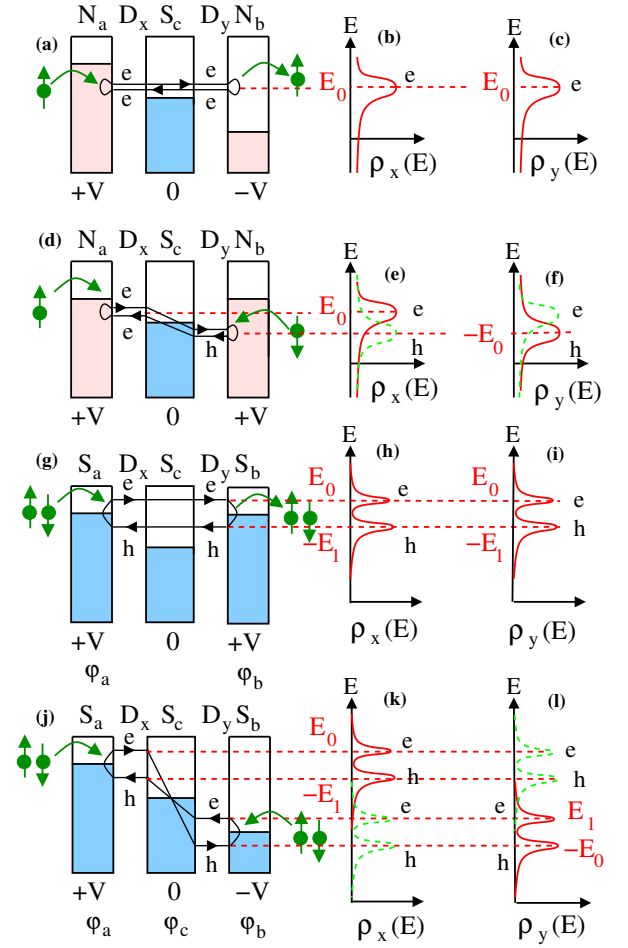 N_a D_x S_c D_y N_b
(a) (b) E (c) E
e e E_0 e e
e e
+V 0 −V ρ_x(E) ρ_y(E)
(d) N_a D_x S_c D_y N_b
(e) E (f) E
e E_0 e e
e h h −E_0 h
+V 0 +V ρ_x(E) ρ_y(E)
(g) S_a D_x S_c D_y S_b (h) E (i) E
e e E_0 e E_0 e
h h −E_1 h −E_1 h
+V 0 +V ρ_x(E) ρ_y(E)
φ_a φ_b
(j) S_a D_x S_c D_y S_b (k) E (l) E
e E_0 e e
h −E_1 h h
e e e E_1
h h h −E_0
+V 0 −V ρ_x(E) ρ_y(E)
φ_a φ_c φ_b